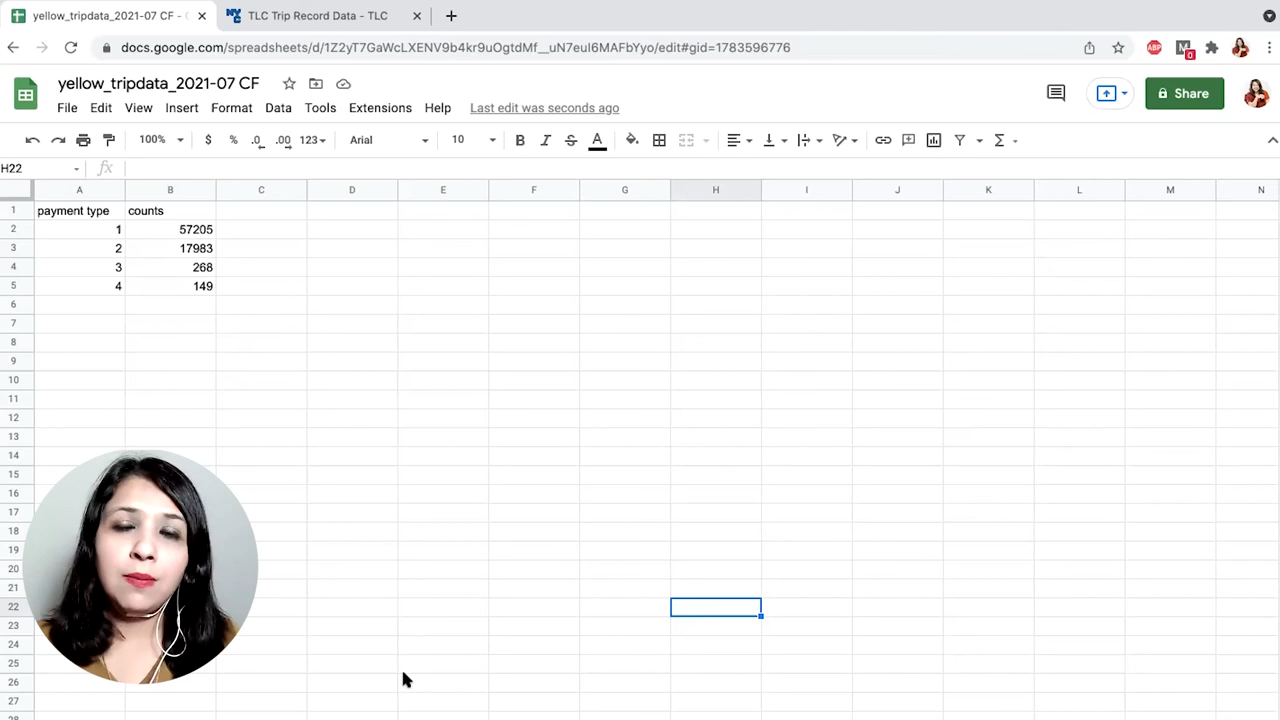 yellow_tripdata_2021-07 CF -
TLC Trip Record Data - TLC
docs.google.com/spreadsheets/d/1Z2yT7GaWcLXENV9b4kr9uOgtdMf__uN7euI6MAFbYyo/edit#gid=1783596776
ABP
M
0
yellow_tripdata_2021-07 CF
File Edit View Insert Format Data Tools Extensions Help Last edit was seconds ago
Share
100% $ % .0 .00 123 Arial 10 B I S A Σ
H22 fx
A B C D E F G H I J K L M N
1 payment type counts
2 1 57205
3 2 17983
4 3 268
5 4 149
6
7
8
9
10
11
12
13
14
15
16
17
18
19
20
21
22
23
24
25
26
27
28